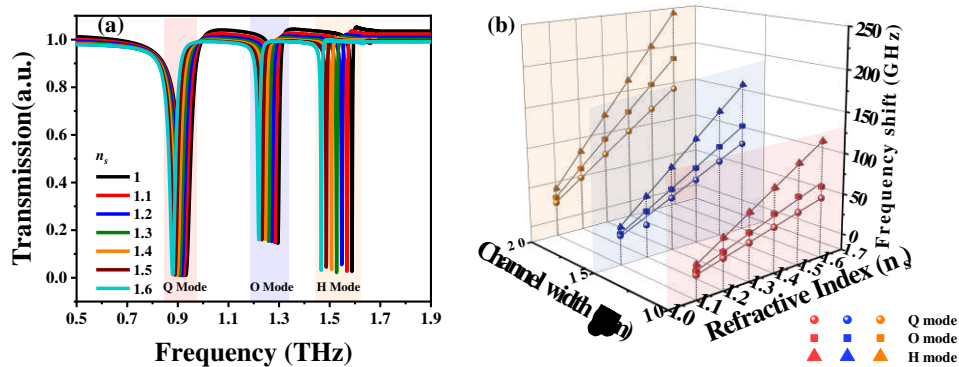 (a)
Transmission(a.u.)
1.0
0.8
0.6
0.4
0.2
0.0
n_s
1
1.1
1.2
1.3
1.4
1.5
1.6
Q Mode
O Mode
H Mode
0.5
0.7
0.9
1.1
1.3
1.5
1.7
1.9
Frequency (THz)
(b)
250
200
150
100
50
0
Frequency shift (GHz)
20
15
10
Channel width
m)
1.0
1.1
1.2
1.3
1.4
1.5
1.6
1.7
Refractive Index (n_s)
Q mode
O mode
H mode